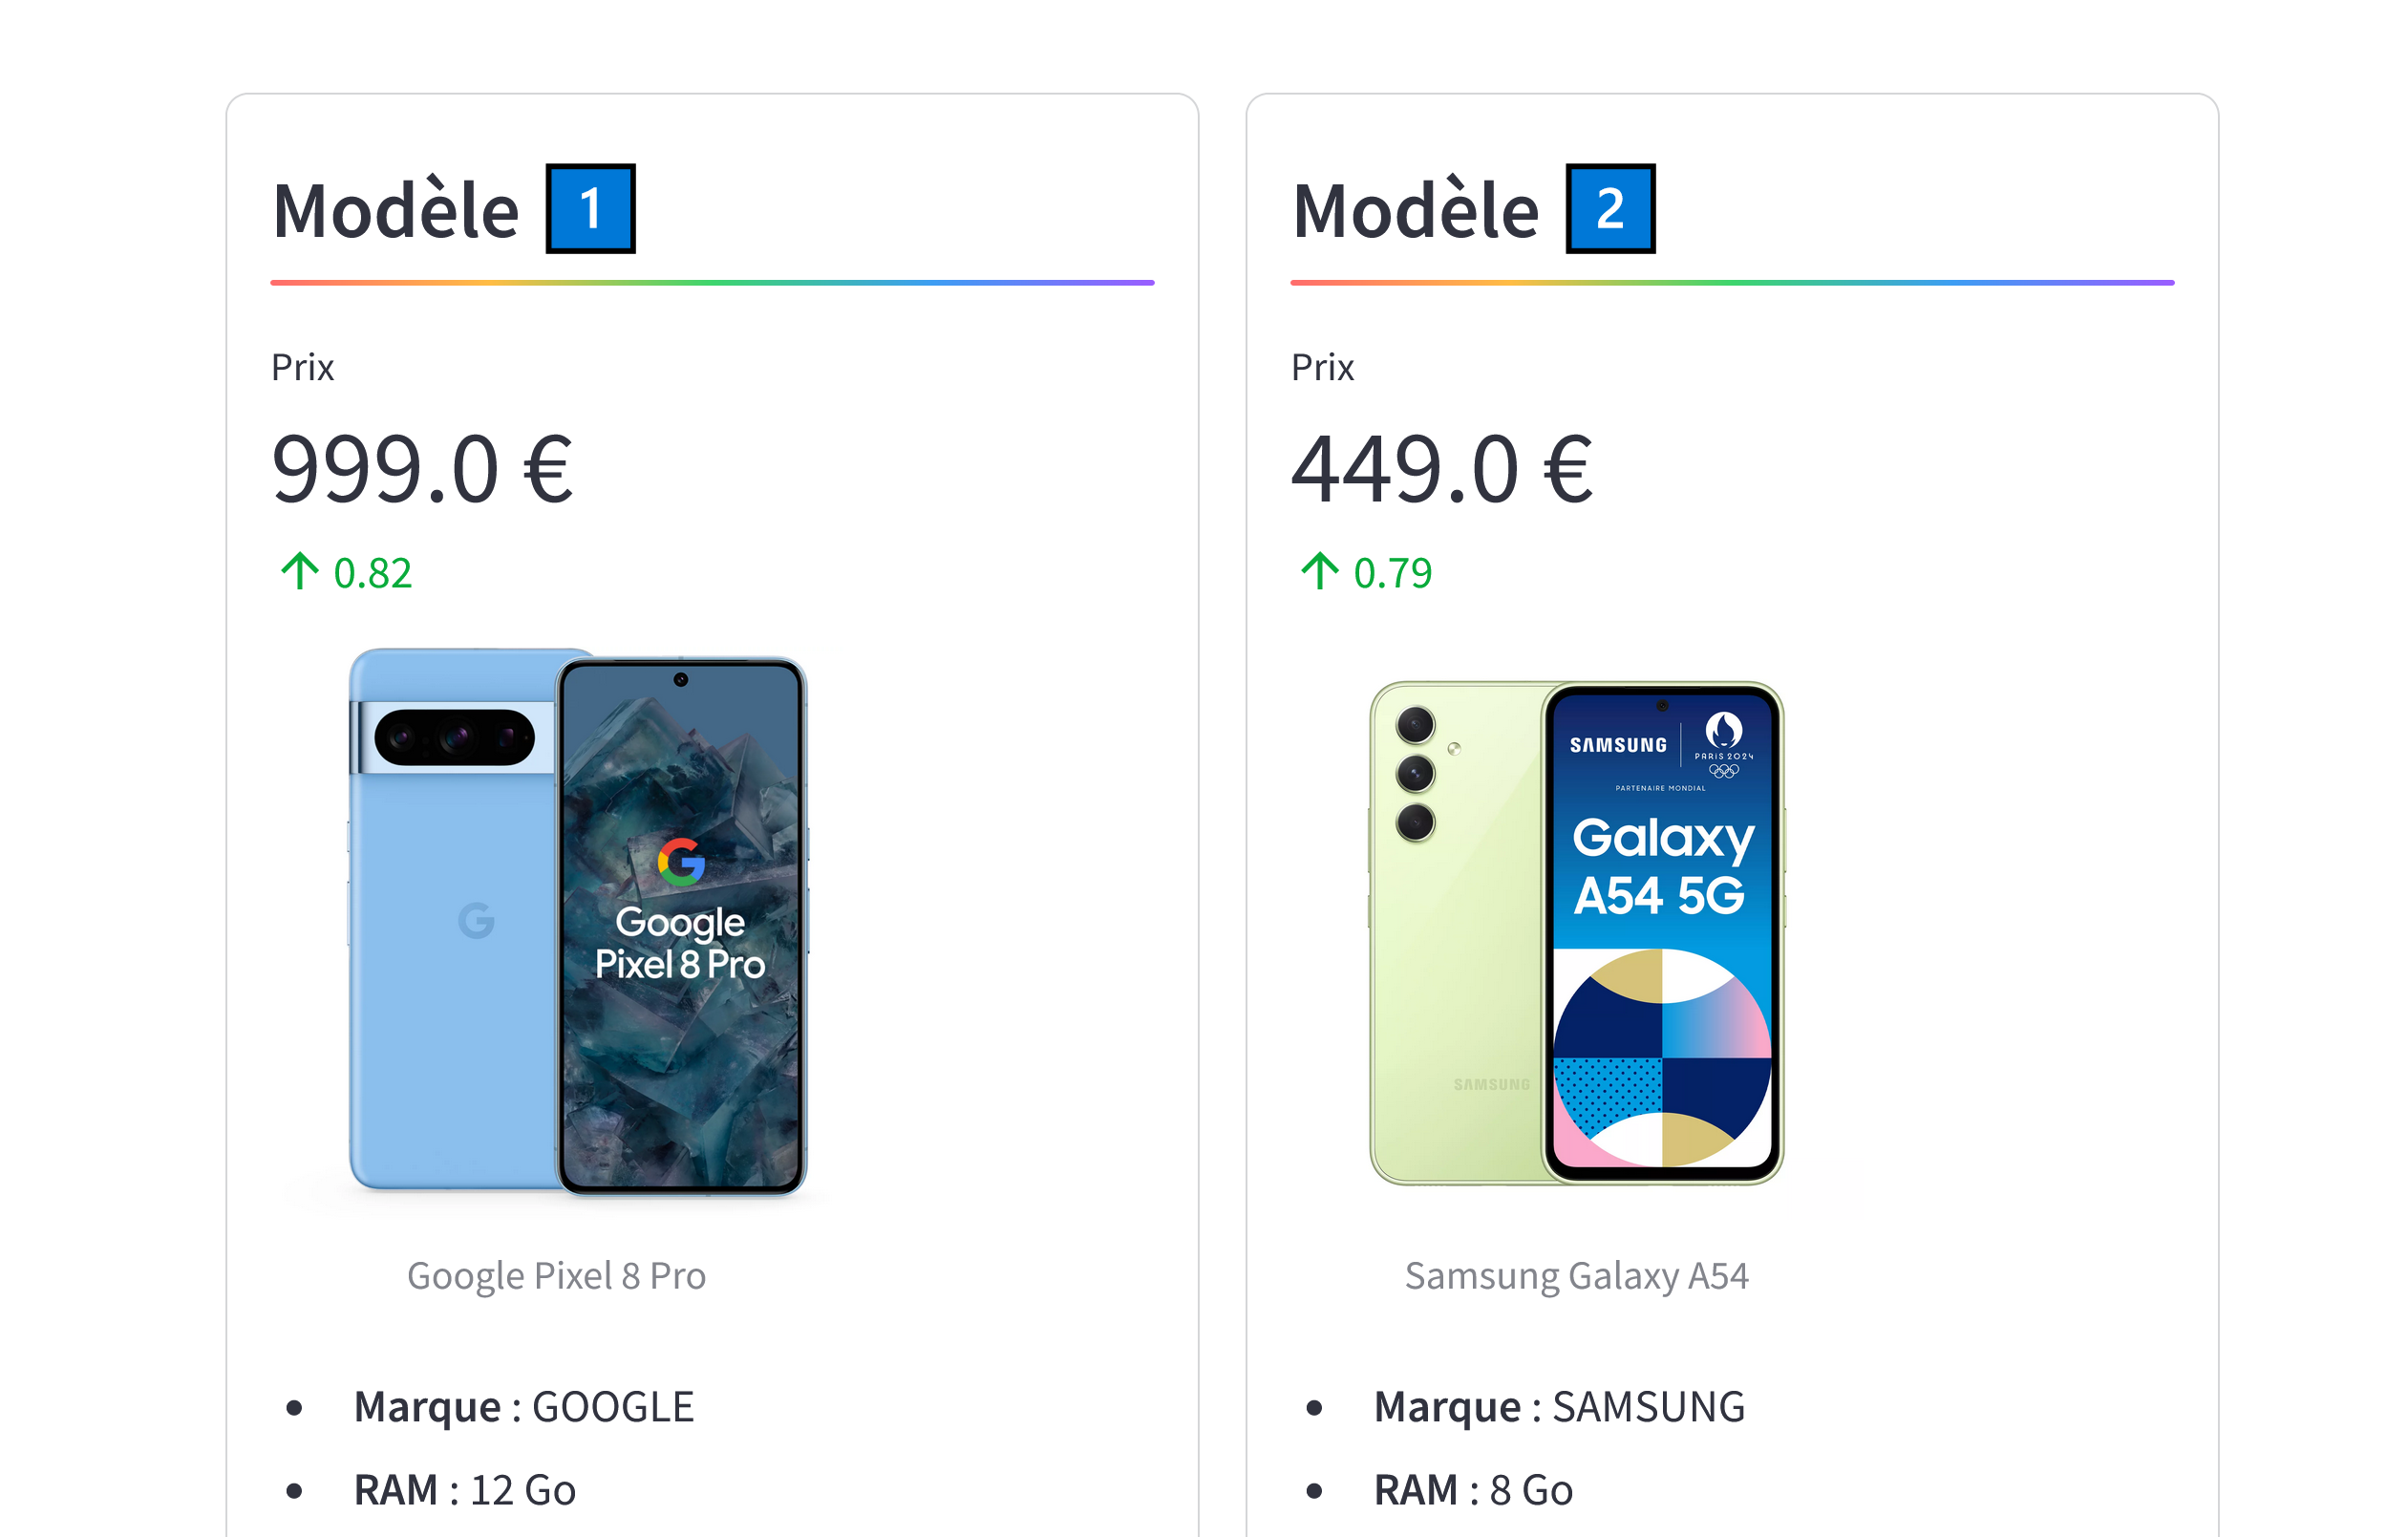 Modèle 1
Prix
999.0 €
↑ 0.82
Google
Pixel 8 Pro
Google Pixel 8 Pro
• Marque : GOOGLE
• RAM : 12 Go
Modèle 2
Prix
449.0 €
↑ 0.79
SAMSUNG
PARIS 2024
PARTENAIRE MONDIAL
Galaxy
A54 5G
SAMSUNG
Samsung Galaxy A54
• Marque : SAMSUNG
• RAM : 8 Go